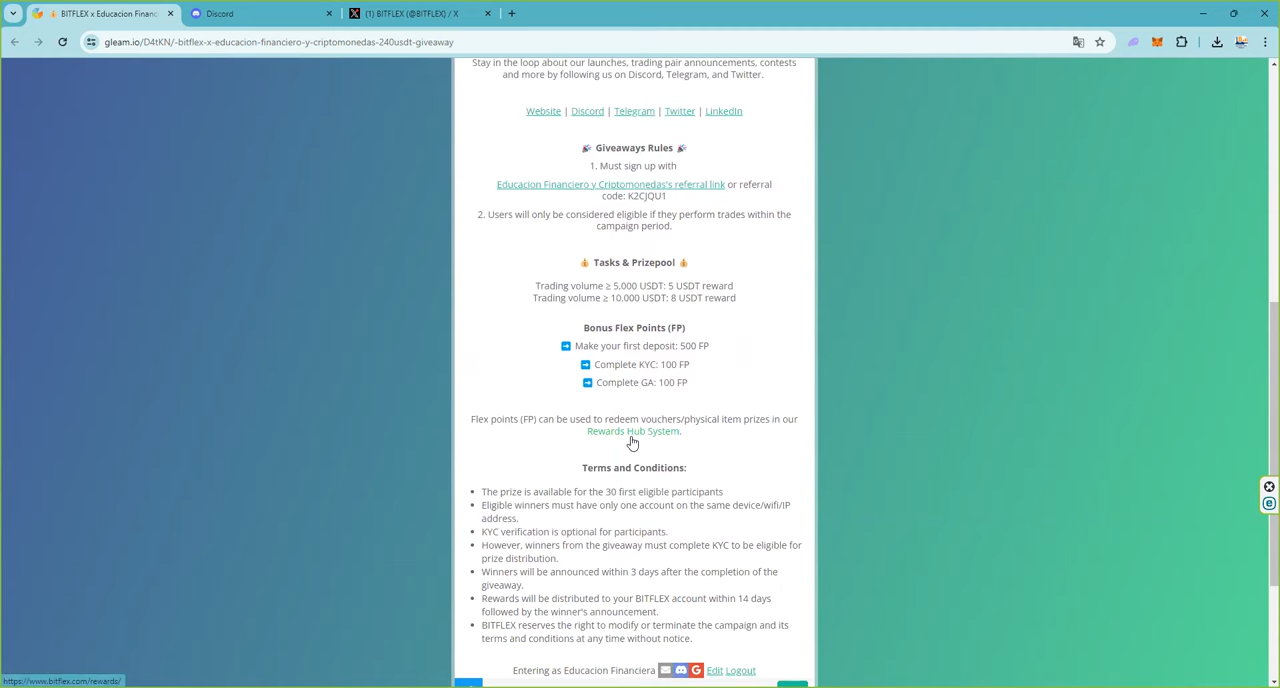 BITFLEX x Educacion Financ
Discord
(1) BITFLEX (@BITFLEX) / X
gleam.io/D4tKN/-bitflex-x-educacion-financiero-y-criptomonedas-240usdt-giveaway
Stay in the loop about our launches, trading pair announcements, contests
and more by following us on Discord, Telegram, and Twitter.
Website | Discord | Telegram | Twitter | LinkedIn
Giveaways Rules
1. Must sign up with
Educacion Financiero y Criptomonedas's referral link or referral
code: K2CJQU1
2. Users will only be considered eligible if they perform trades within the
campaign period.
Tasks & Prizepool
Trading volume ≥ 5,000 USDT: 5 USDT reward
Trading volume ≥ 10,000 USDT: 8 USDT reward
Bonus Flex Points (FP)
Make your first deposit: 500 FP
Complete KYC: 100 FP
Complete GA: 100 FP
Flex points (FP) can be used to redeem vouchers/physical item prizes in our
Rewards Hub System.
Terms and Conditions:
• The prize is available for the 30 first eligible participants
• Eligible winners must have only one account on the same device/wifi/IP
address.
• KYC verification is optional for participants.
• However, winners from the giveaway must complete KYC to be eligible for
prize distribution.
• Winners will be announced within 3 days after the completion of the
giveaway.
• Rewards will be distributed to your BITFLEX account within 14 days
followed by the winner's announcement.
• BITFLEX reserves the right to modify or terminate the campaign and its
terms and conditions at any time without notice.
Entering as Educacion Financiera Edit Logout
https://www.bitflex.com/rewards/